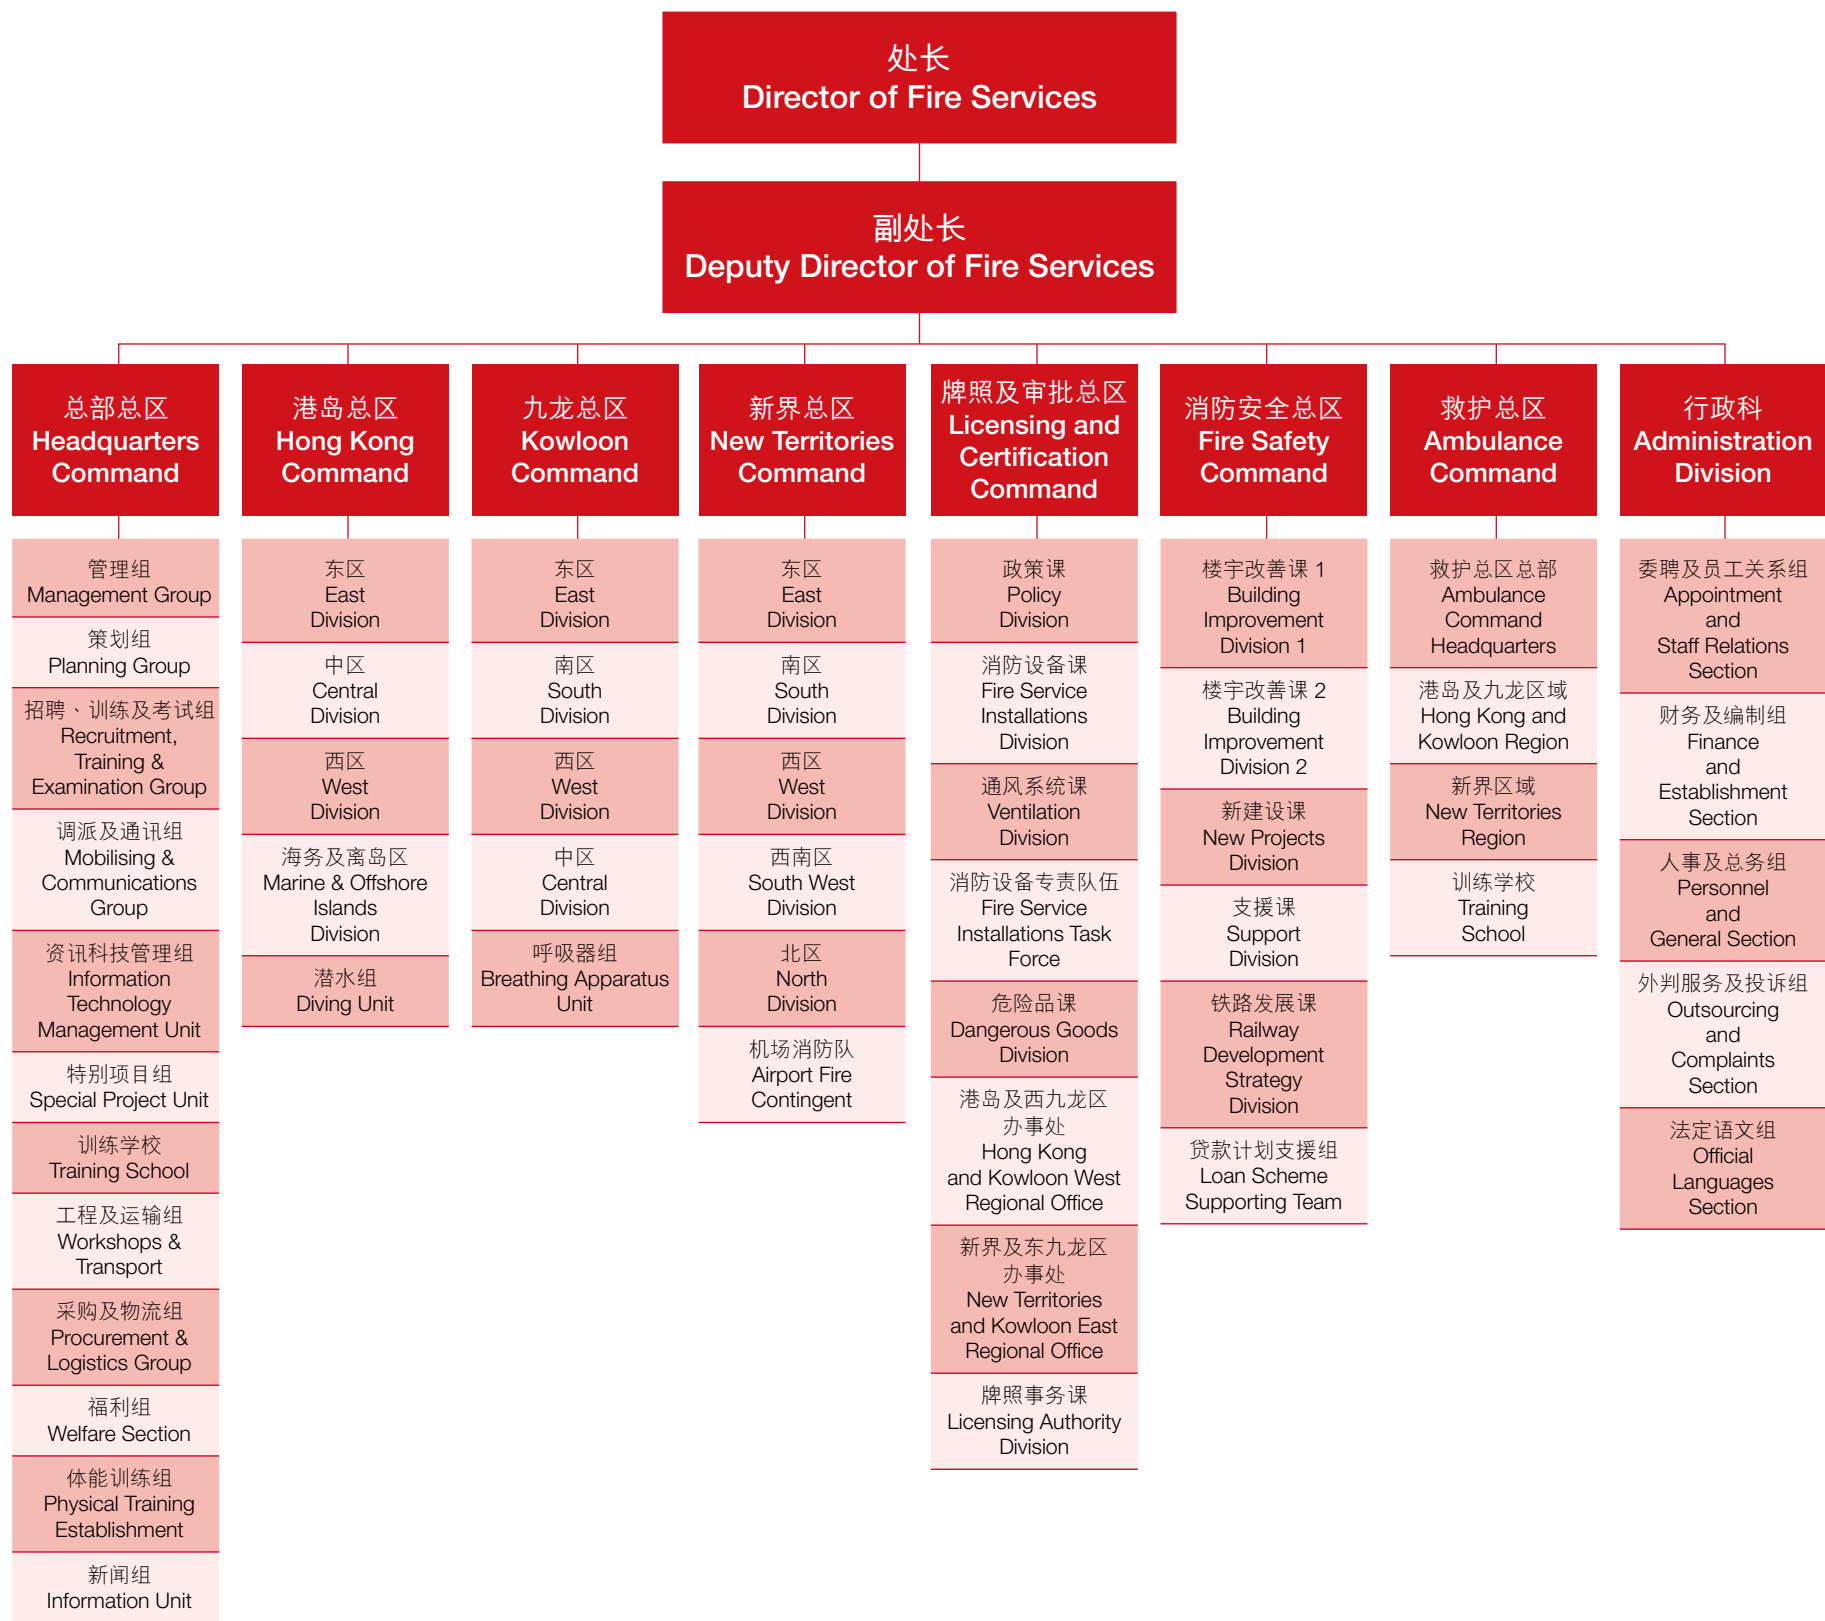 处长
Director of Fire Services
副处长
Deputy Director of Fire Services
总部总区
Headquarters
Command
管理组
Management Group
策划组
Planning Group
招聘、训练及考试组
Recruitment,
Training &
Examination Group
调派及通讯组
Mobilising &
Communications
Group
资讯科技管理组
Information
Technology
Management Unit
特别项目组
Special Project Unit
训练学校
Training School
工程及运输组
Workshops &
Transport
采购及物流组
Procurement &
Logistics Group
福利组
Welfare Section
体能训练组
Physical Training
Establishment
新闻组
Information Unit
港岛总区
Hong Kong
Command
东区
East
Division
中区
Central
Division
西区
West
Division
海务及离岛区
Marine & Offshore
Islands
Division
潜水组
Diving Unit
九龙总区
Kowloon
Command
东区
East
Division
南区
South
Division
西区
West
Division
中区
Central
Division
呼吸器组
Breathing Apparatus
Unit
新界总区
New Territories
Command
东区
East
Division
南区
South
Division
西区
West
Division
西南区
South West
Division
北区
North
Division
机场消防队
Airport Fire
Contingent
牌照及审批总区
Licensing and
Certification
Command
政策课
Policy
Division
消防设备课
Fire Service
Installations
Division
通风系统课
Ventilation
Division
消防设备专责队伍
Fire Service
Installations Task
Force
危险品课
Dangerous Goods
Division
港岛及西九龙区
办事处
Hong Kong
and Kowloon West
Regional Office
新界及东九龙区
办事处
New Territories
and Kowloon East
Regional Office
牌照事务课
Licensing Authority
Division
消防安全总区
Fire Safety
Command
楼宇改善课 1
Building
Improvement
Division 1
楼宇改善课 2
Building
Improvement
Division 2
新建设课
New Projects
Division
支援课
Support
Division
铁路发展课
Railway
Development
Strategy
Division
贷款计划支援组
Loan Scheme
Supporting Team
救护总区
Ambulance
Command
救护总区总部
Ambulance
Command
Headquarters
港岛及九龙区域
Hong Kong and
Kowloon Region
新界区域
New Territories
Region
训练学校
Training
School
行政科
Administration
Division
委聘及员工关系组
Appointment
and
Staff Relations
Section
财务及编制组
Finance
and
Establishment
Section
人事及总务组
Personnel
and
General Section
外判服务及投诉组
Outsourcing
and
Complaints
Section
法定语文组
Official
Languages
Section